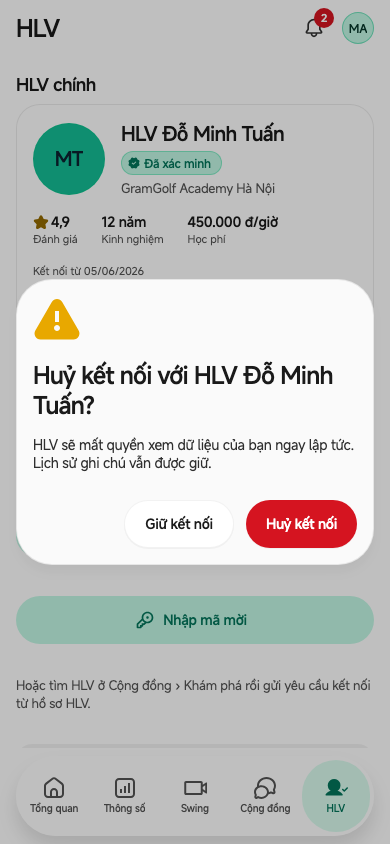 HLV
2
MA
HLV chính
MT
HLV Đỗ Minh Tuấn
Đã xác minh
GramGolf Academy Hà Nội
4,9
12 năm
450.000 đ/giờ
Đánh giá
Kinh nghiệm
Học phí
Kết nối từ 05/06/2026
Huỷ kết nối với HLV Đỗ Minh
Tuấn?
HLV sẽ mất quyền xem dữ liệu của bạn ngay lập tức.
Lịch sử ghi chú vẫn được giữ.
Giữ kết nối
Huỷ kết nối
Nhập mã mời
Hoặc tìm HLV ở Cộng đồng › Khám phá rồi gửi yêu cầu kết nối
từ hồ sơ HLV.
Tổng quan
Thông số
Swing
Cộng đồng
HLV